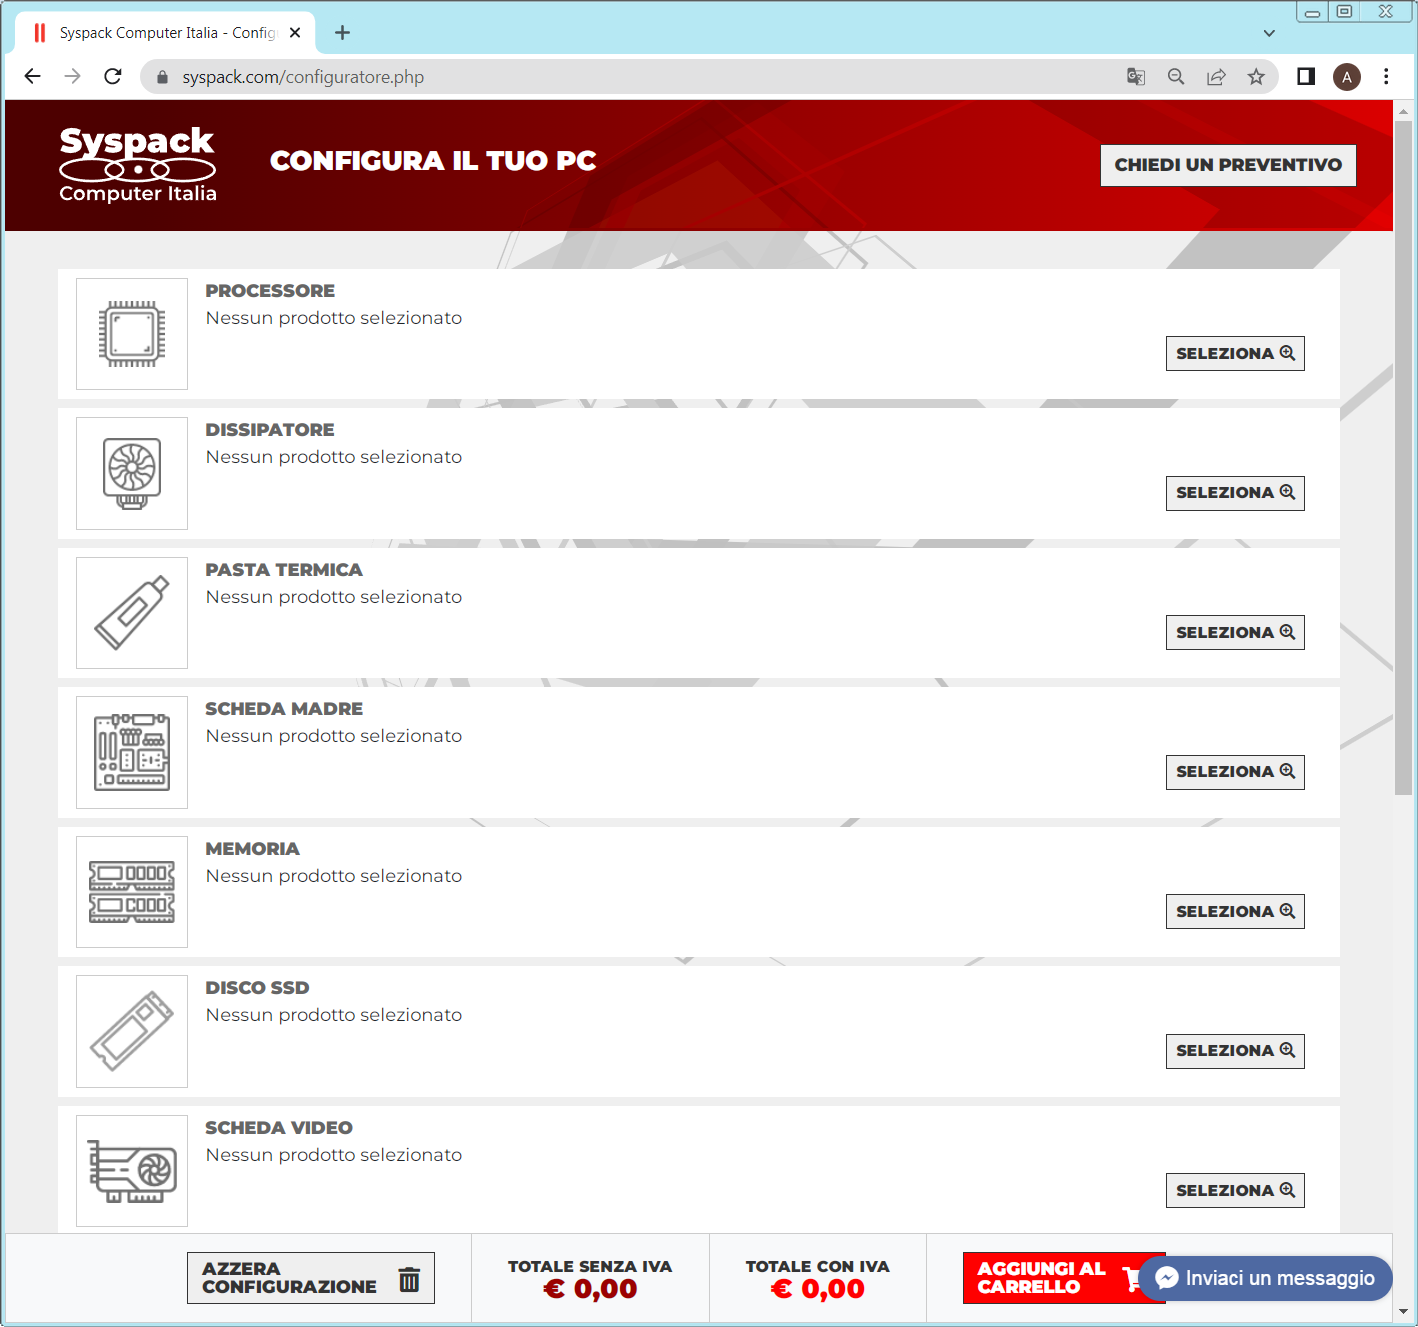 Syspack Computer Italia - Config
syspack.com/configuratore.php
A
Syspack
Computer Italia
CONFIGURA IL TUO PC
CHIEDI UN PREVENTIVO
PROCESSORE
Nessun prodotto selezionato
SELEZIONA
DISSIPATORE
Nessun prodotto selezionato
SELEZIONA
PASTA TERMICA
Nessun prodotto selezionato
SELEZIONA
SCHEDA MADRE
Nessun prodotto selezionato
SELEZIONA
MEMORIA
Nessun prodotto selezionato
SELEZIONA
DISCO SSD
Nessun prodotto selezionato
SELEZIONA
SCHEDA VIDEO
Nessun prodotto selezionato
SELEZIONA
AZZERA
CONFIGURAZIONE
TOTALE SENZA IVA
€ 0,00
TOTALE CON IVA
€ 0,00
AGGIUNGI AL
CARRELLO
Inviaci un messaggio